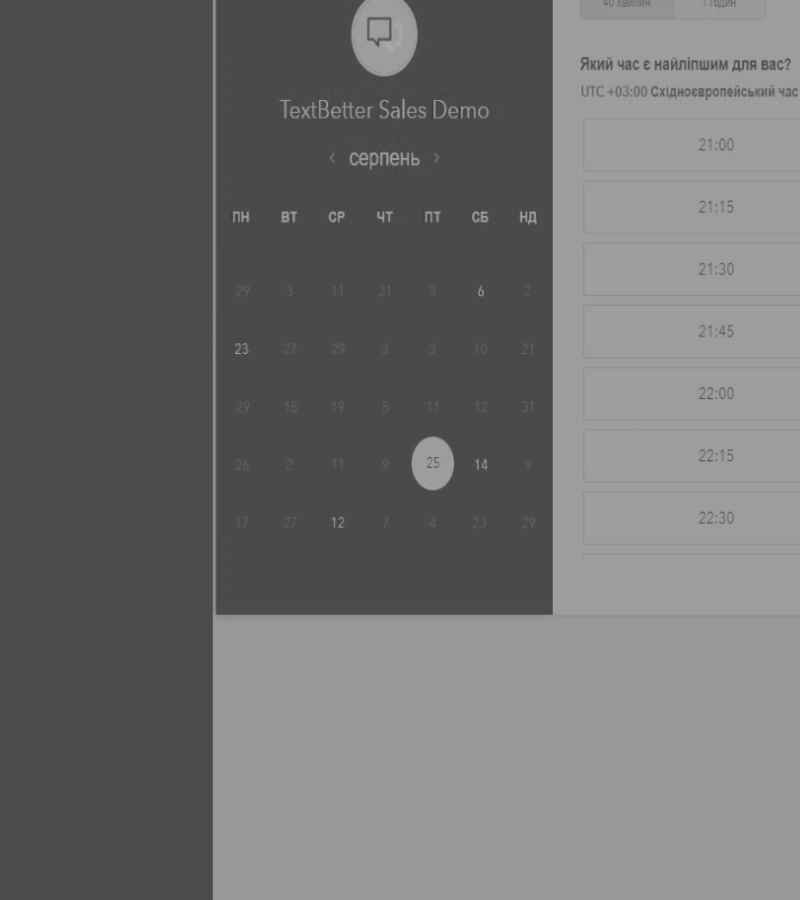 TextBetter Sales Demo
‹ серпень ›
ПН ВТ СР ЧТ ПТ СБ НД
29 3 11 21 3 6 2
23 27 29 3 3 10 21
29 15 19 5 11 12 31
26 2 11 9 25 14 9
17 27 12 7 4 23 29
40 хвилин 1 годин
Який час є найліпшим для вас?
UTC +03:00 Східноєвропейський час
21:00
21:15
21:30
21:45
22:00
22:15
22:30